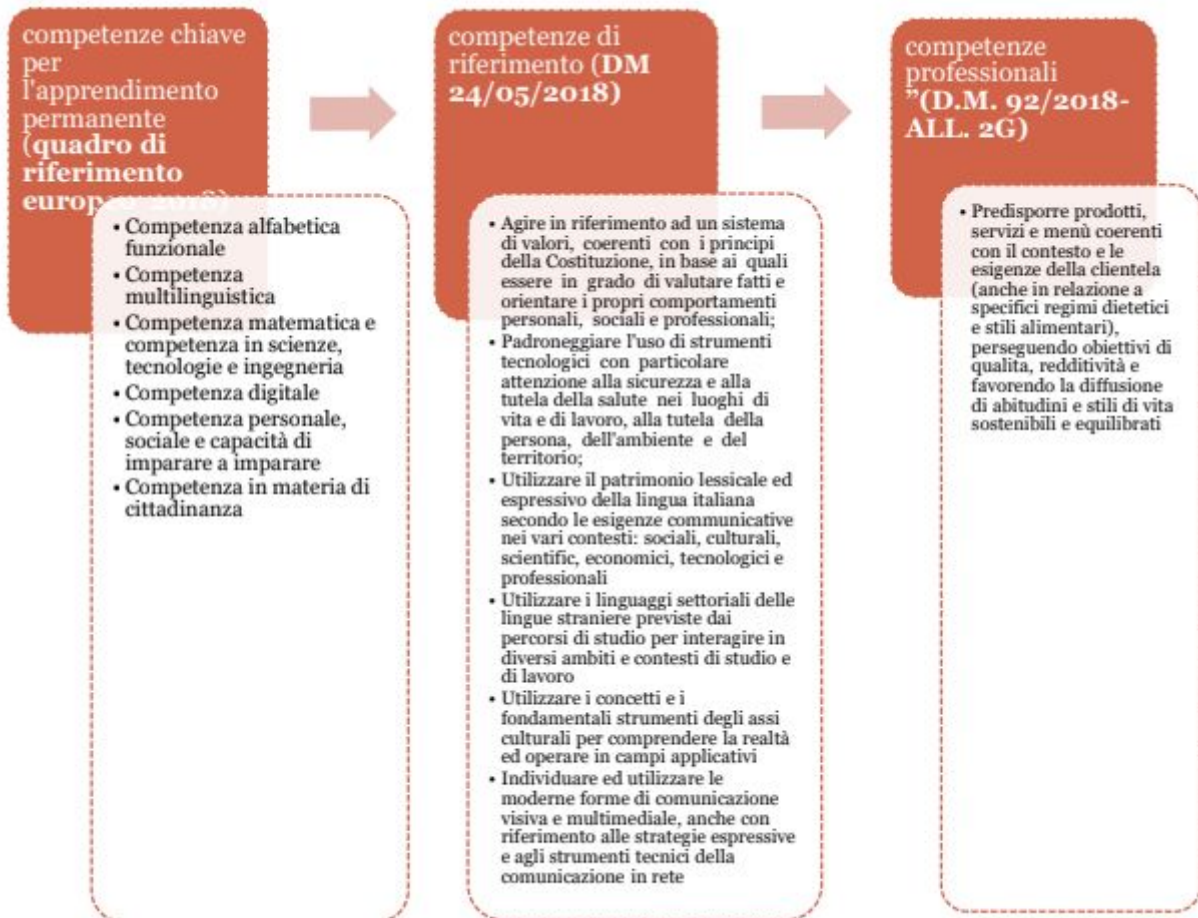 competenze chiave
per
l'apprendimento
permanente
(quadro di
riferimento
europeo 2018)
• Competenza alfabetica
funzionale
• Competenza
multilinguistica
• Competenza matematica e
competenza in scienze,
tecnologie e ingegneria
• Competenza digitale
• Competenza personale,
sociale e capacità di
imparare a imparare
• Competenza in materia di
cittadinanza
competenze di
riferimento (DM
24/05/2018)
• Agire in riferimento ad un sistema
di valori, coerenti con i principi
della Costituzione, in base ai quali
essere in grado di valutare fatti e
orientare i propri comportamenti
personali, sociali e professionali;
• Padroneggiare l'uso di strumenti
tecnologici con particolare
attenzione alla sicurezza e alla
tutela della salute nei luoghi di
vita e di lavoro, alla tutela della
persona, dell'ambiente e del
territorio;
• Utilizzare il patrimonio lessicale ed
espressivo della lingua italiana
secondo le esigenze communicative
nei vari contesti: sociali, culturali,
scientific, economici, tecnologici e
professionali
• Utilizzare i linguaggi settoriali delle
lingue straniere previste dai
percorsi di studio per interagire in
diversi ambiti e contesti di studio e
di lavoro
• Utilizzare i concetti e i
fondamentali strumenti degli assi
culturali per comprendere la realtà
ed operare in campi applicativi
• Individuare ed utilizzare le
moderne forme di comunicazione
visiva e multimediale, anche con
riferimento alle strategie espressive
e agli strumenti tecnici della
comunicazione in rete
competenze
professionali
”(D.M. 92/2018-
ALL. 2G)
• Predisporre prodotti,
servizi e menù coerenti
con il contesto e le
esigenze della clientela
(anche in relazione a
specifici regimi dietetici
e stili alimentari),
perseguendo obiettivi di
qualita, redditività e
favorendo la diffusione
di abitudini e stili di vita
sostenibili e equilibrati